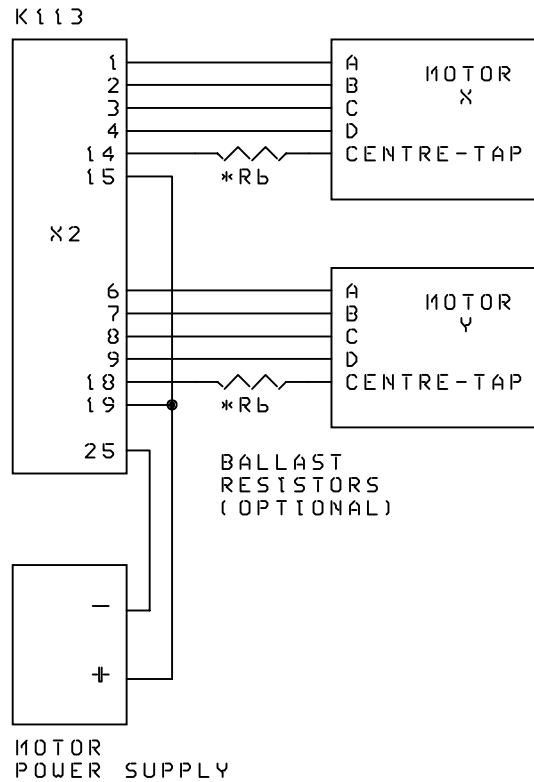 K113
1
2
3
4
14
15
X2
6
7
8
9
18
19
25
A
B
C
D
CENTRE-TAP
MOTOR
X
*Rb
A
B
C
D
CENTRE-TAP
MOTOR
Y
*Rb
BALLAST
RESISTORS
(OPTIONAL)
−
+
MOTOR
POWER SUPPLY